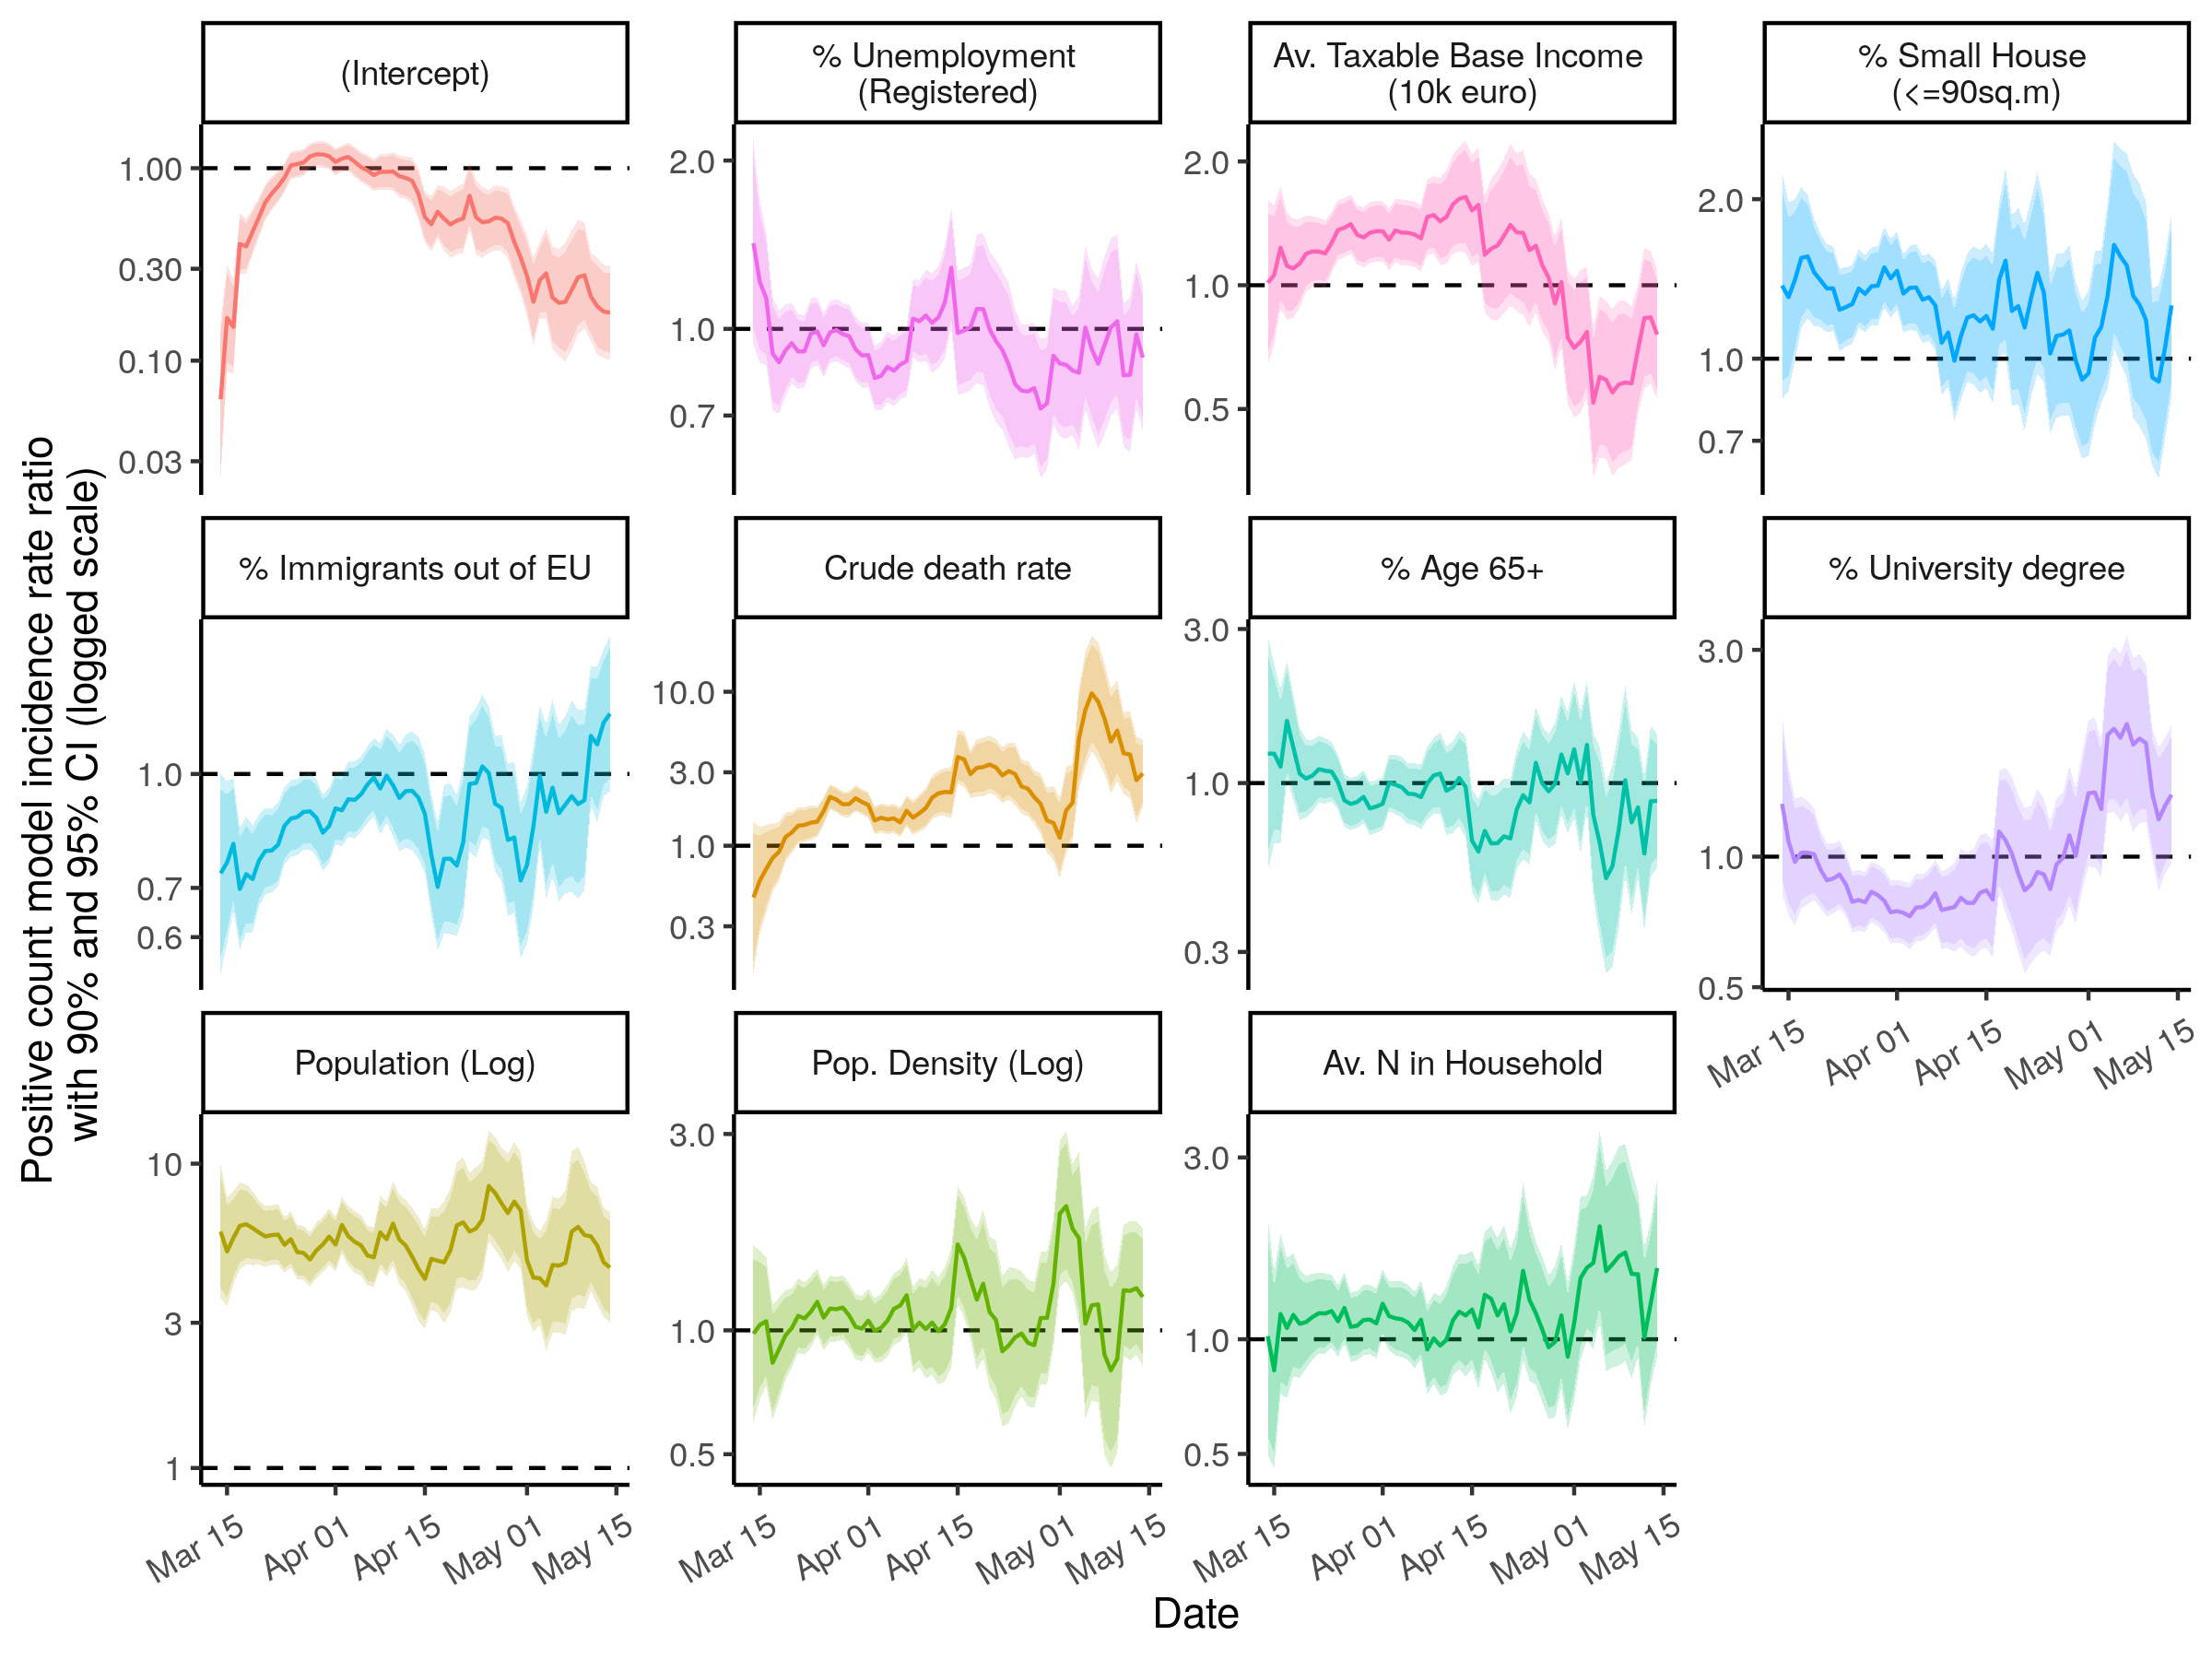 (Intercept)
% Unemployment
(Registered)
Av. Taxable Base Income
(10k euro)
% Small House
(<=90sq.m)
1.00
0.30
0.10
0.03
2.0
1.0
0.7
2.0
1.0
0.5
2.0
1.0
0.7
Positive count model incidence rate ratio
with 90% and 95% CI (logged scale)
% Immigrants out of EU
Crude death rate
% Age 65+
% University degree
1.0
0.7
0.6
10.0
3.0
1.0
0.3
3.0
1.0
0.3
3.0
1.0
0.5
Mar 15
Apr 01
Apr 15
May 01
May 15
Population (Log)
Pop. Density (Log)
Av. N in Household
10
3
1
3.0
1.0
0.5
3.0
1.0
0.5
Mar 15
Apr 01
Apr 15
May 01
May 15
Mar 15
Apr 01
Apr 15
May 01
May 15
Mar 15
Apr 01
Apr 15
May 01
May 15
Date